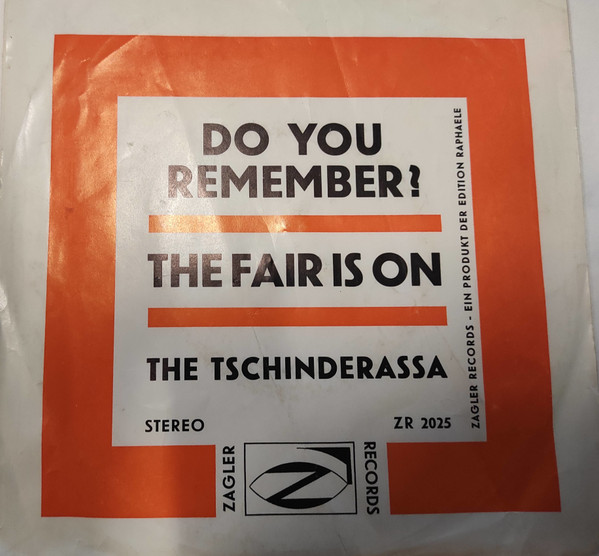 DO YOU
REMEMBER?
THE FAIR IS ON
THE TSCHINDERASSA
STEREO
ZR 2025
ZAGLER RECORDS - EIN PRODUKT DER EDITION RAPHAELE
ZAGLER
RECORDS